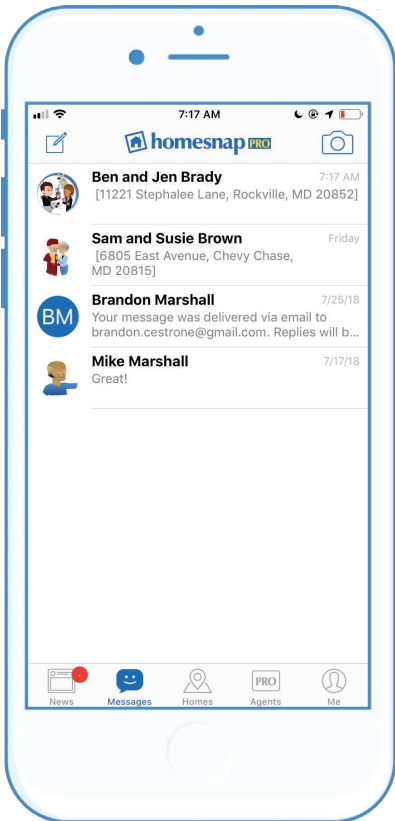 7:17 AM
homesnap PRO
Ben and Jen Brady 7:17 AM
[11221 Stephalee Lane, Rockville, MD 20852]
Sam and Susie Brown Friday
[6805 East Avenue, Chevy Chase,
MD 20815]
BM
Brandon Marshall 7/25/18
Your message was delivered via email to
brandon.cestrone@gmail.com. Replies will b...
Mike Marshall 7/17/18
Great!
PRO
News Messages Homes Agents Me